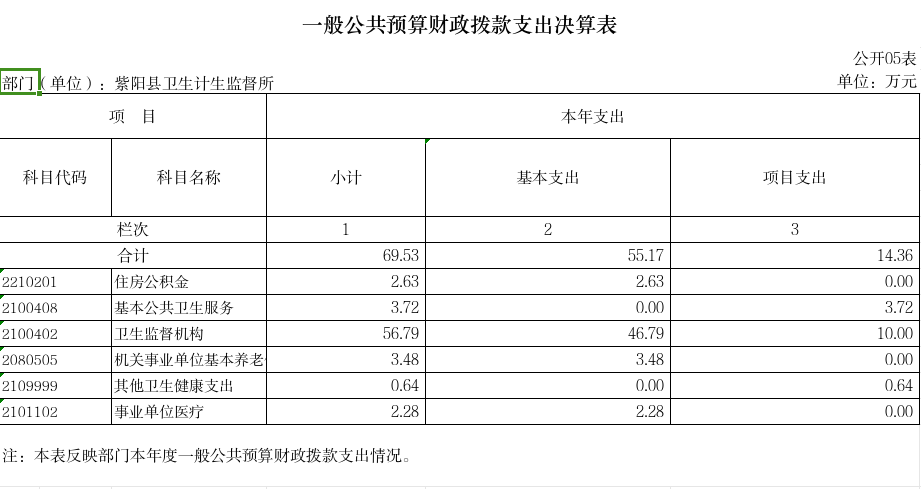 一般公共预算财政拨款支出决算表
公开05表
部门（单位）：紫阳县卫生计生监督所 单位：万元
项 目 本年支出
科目代码 科目名称 小计 基本支出 项目支出
栏次 1 2 3
合计 69.53 55.17 14.36
2210201 住房公积金 2.63 2.63 0.00
2100408 基本公共卫生服务 3.72 0.00 3.72
2100402 卫生监督机构 56.79 46.79 10.00
2080505 机关事业单位基本养老 3.48 3.48 0.00
2109999 其他卫生健康支出 0.64 0.00 0.64
2101102 事业单位医疗 2.28 2.28 0.00
注：本表反映部门本年度一般公共预算财政拨款支出情况。